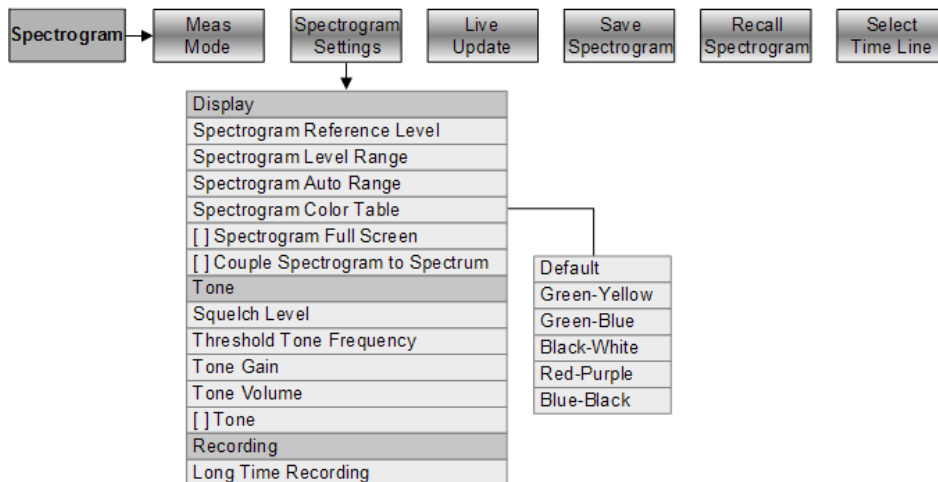 Spectrogram
Meas
Mode
Spectrogram
Settings
Live
Update
Save
Spectrogram
Recall
Spectrogram
Select
Time Line
Display
Spectrogram Reference Level
Spectrogram Level Range
Spectrogram Auto Range
Spectrogram Color Table
[ ] Spectrogram Full Screen
[ ] Couple Spectrogram to Spectrum
Tone
Squelch Level
Threshold Tone Frequency
Tone Gain
Tone Volume
[ ] Tone
Recording
Long Time Recording
Default
Green-Yellow
Green-Blue
Black-White
Red-Purple
Blue-Black